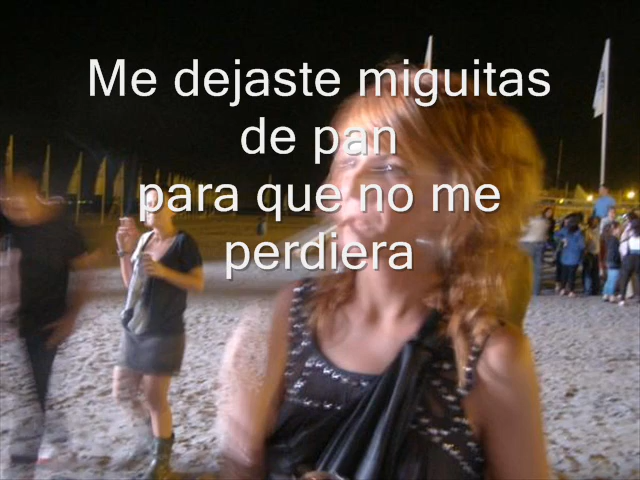 Me dejaste miguitas
de pan
para que no me
perdiera